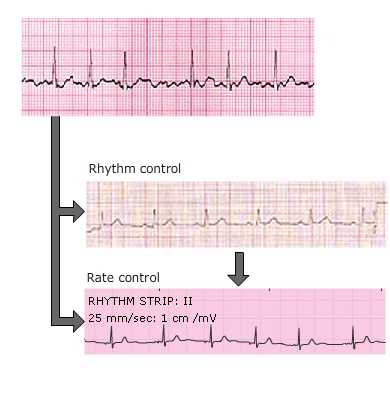 Rhythm control
Rate control
RHYTHM STRIP: II
25 mm/sec: 1 cm /mV